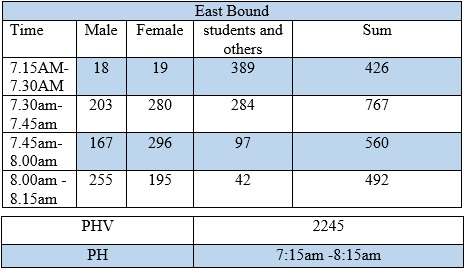 East Bound
Time Male Female students and others Sum
7.15AM-7.30AM 18 19 389 426
7.30am-7.45am 203 280 284 767
7.45am-8.00am 167 296 97 560
8.00am - 8.15am 255 195 42 492
PHV 2245
PH 7:15am -8:15am